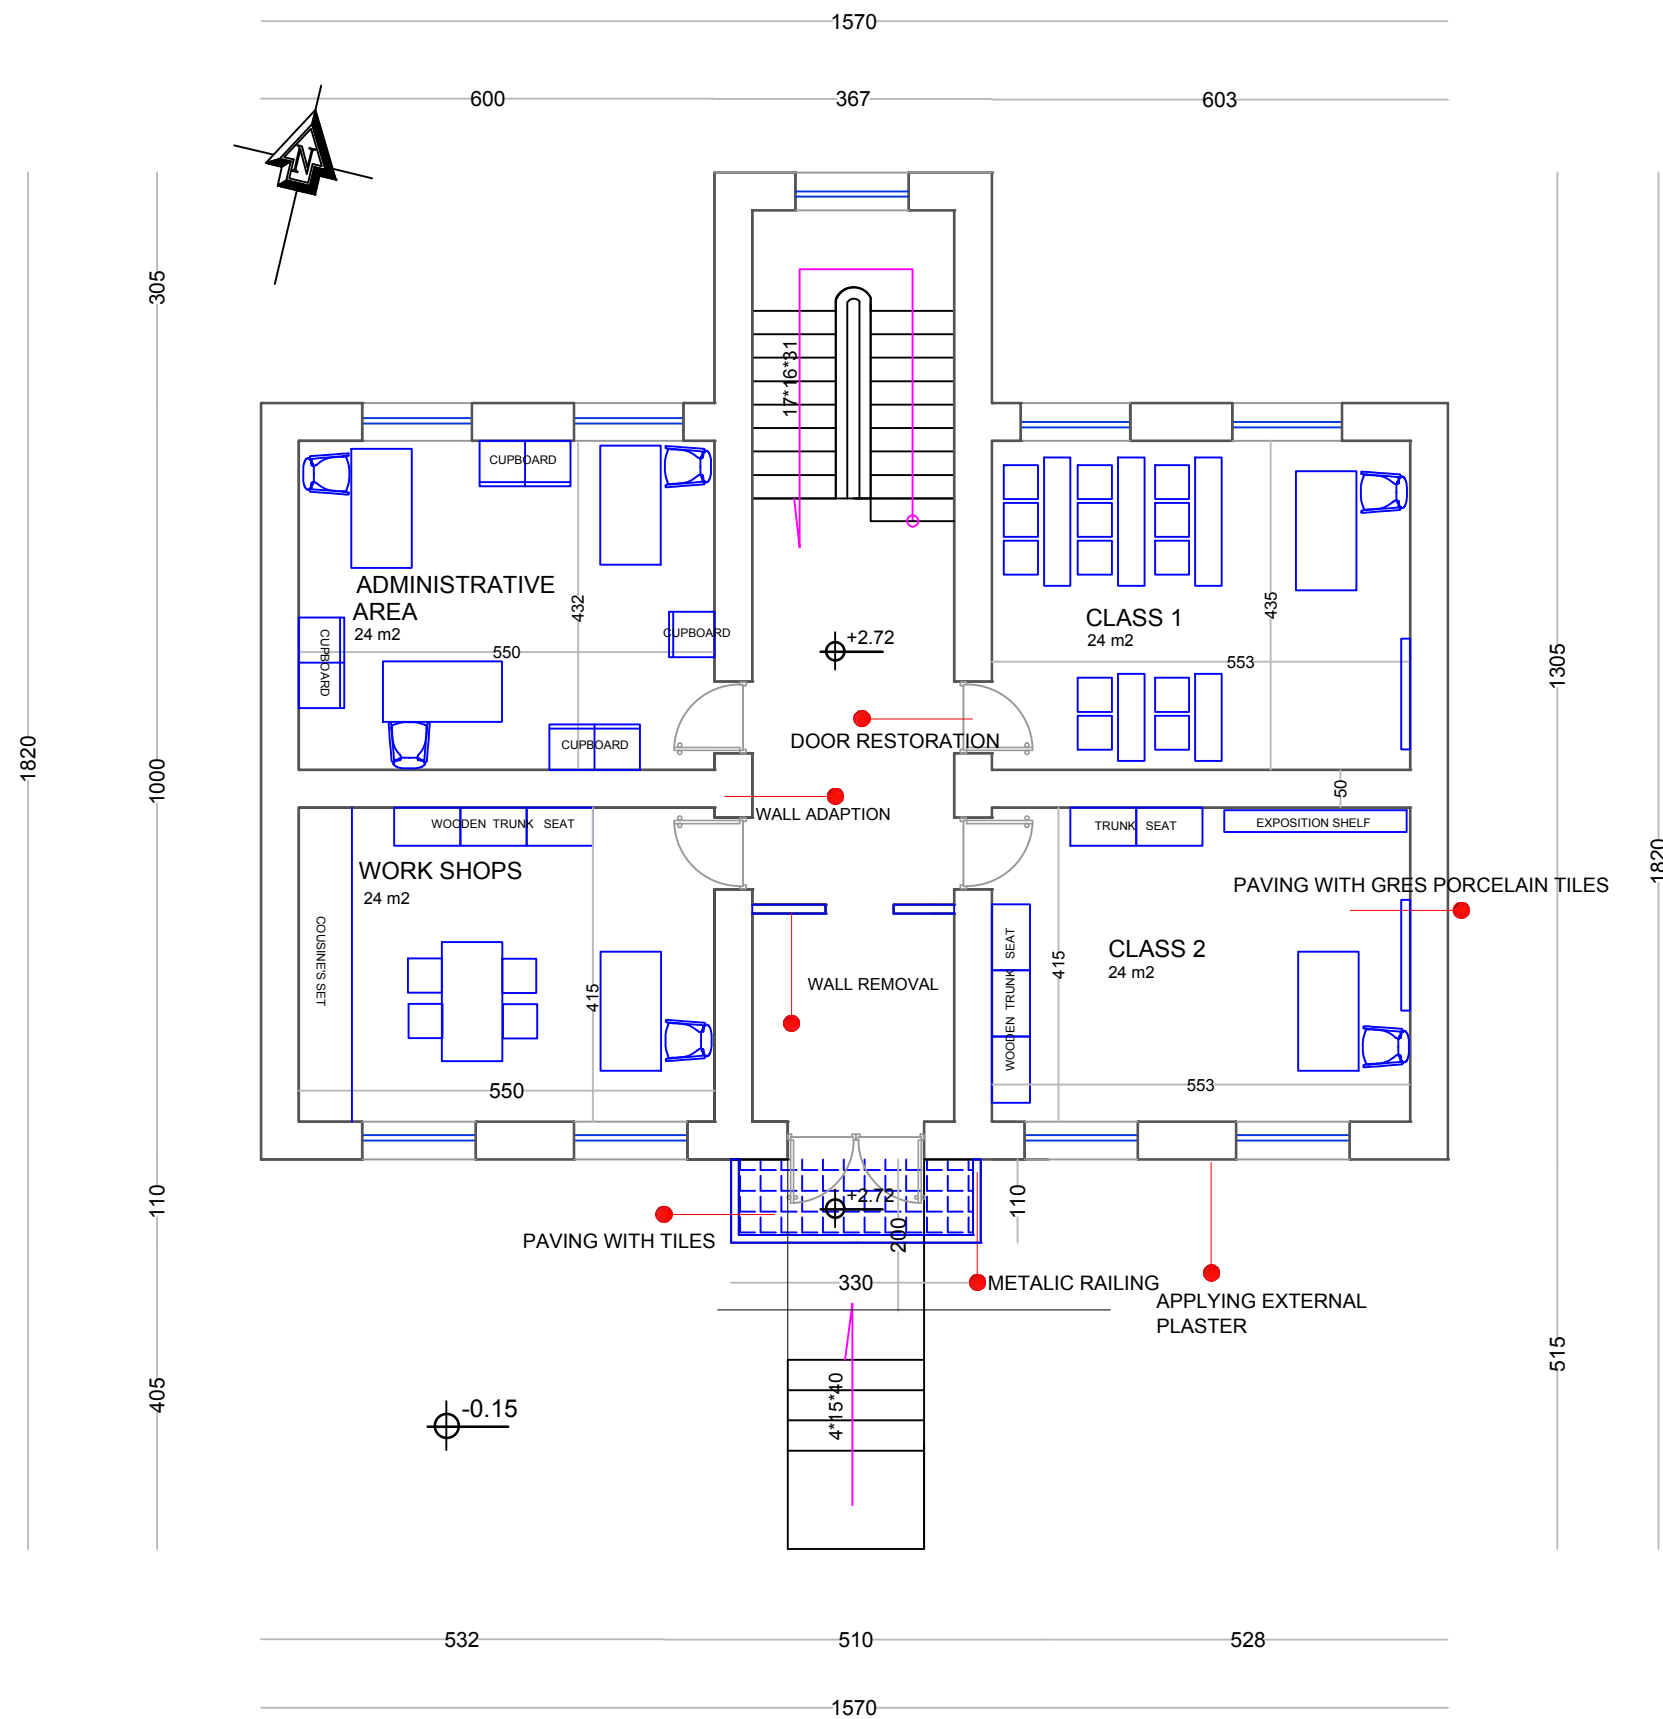 1570
600
367
603
N
305
17*16*31
CUPBOARD
ADMINISTRATIVE
AREA
24 m2
432
CUPBOARD
CUPBOARD
550
CUPBOARD
CLASS 1
24 m2
435
553
+2.72
DOOR RESTORATION
1305
1820
1000
50
WALL ADAPTION
WOODEN TRUNK SEAT
TRUNK SEAT
EXPOSITION SHELF
WORK SHOPS
24 m2
COUSINE'S SET
415
550
WALL REMOVAL
PAVING WITH GRES PORCELAIN TILES
1820
CLASS 2
24 m2
415
WOODEN TRUNK SEAT
553
110
+2.72
200
110
PAVING WITH TILES
330
METALIC RAILING
APPLYING EXTERNAL
PLASTER
515
405
4*15*40
-0.15
532
510
528
1570